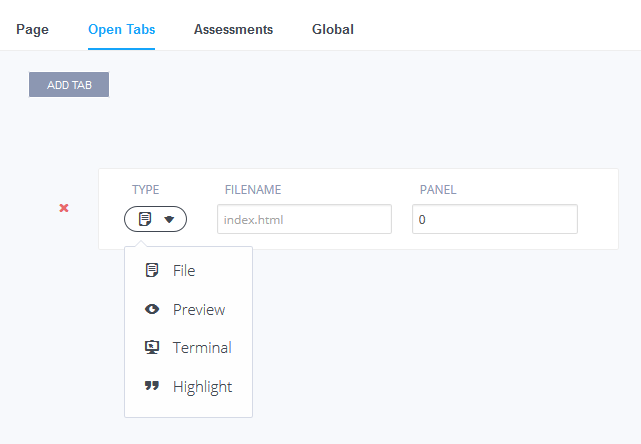 Page Open Tabs Assessments Global
ADD TAB
TYPE FILENAME PANEL
index.html 0
File
Preview
Terminal
Highlight